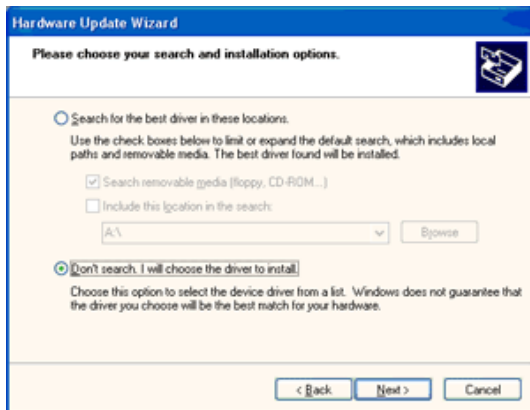 Hardware Update Wizard
Please choose your search and installation options.
Search for the best driver in these locations.
Use the check boxes below to limit or expand the default search, which includes local
paths and removable media. The best driver found will be installed.
Search removable media (floppy, CD-ROM...)
Include this location in the search:
A:\
Browse
Don't search. I will choose the driver to install.
Choose this option to select the device driver from a list. Windows does not guarantee that
the driver you choose will be the best match for your hardware.
< Back Next > Cancel